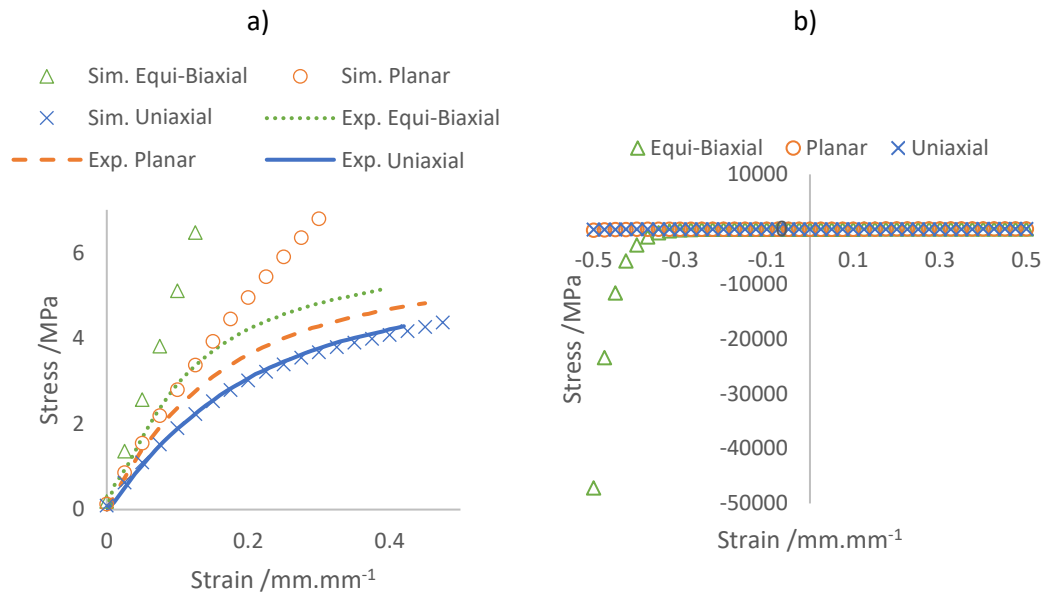 a)
Sim. Equi-Biaxial
Sim. Planar
Sim. Uniaxial
Exp. Equi-Biaxial
Exp. Planar
Exp. Uniaxial
6
4
2
0
Stress /MPa
0
0.2
0.4
Strain /mm.mm⁻¹
b)
Equi-Biaxial
Planar
Uniaxial
10000
0
-0.5
-0.3
-0.1
0.1
0.3
0.5
-10000
-20000
-30000
-40000
-50000
Stress /MPa
Strain /mm.mm⁻¹